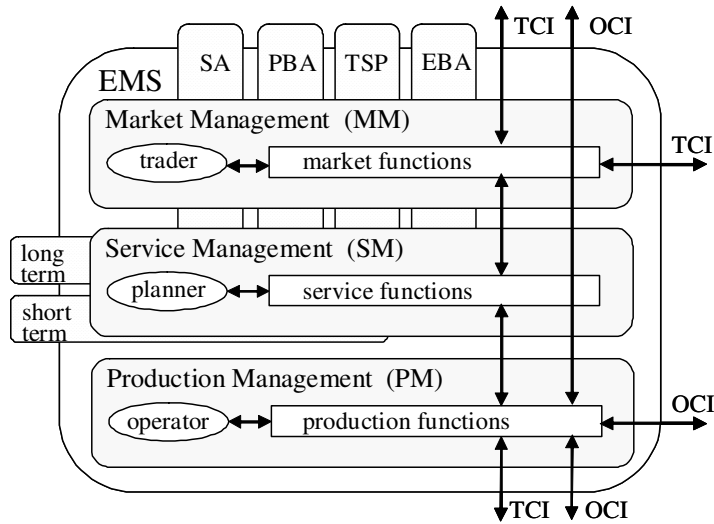 TCI OCI
SA PBA TSP EBA
EMS
Market Management (MM)
trader market functions
TCI
long
term
Service Management (SM)
planner service functions
short
term
Production Management (PM)
operator production functions
OCI
TCI OCI